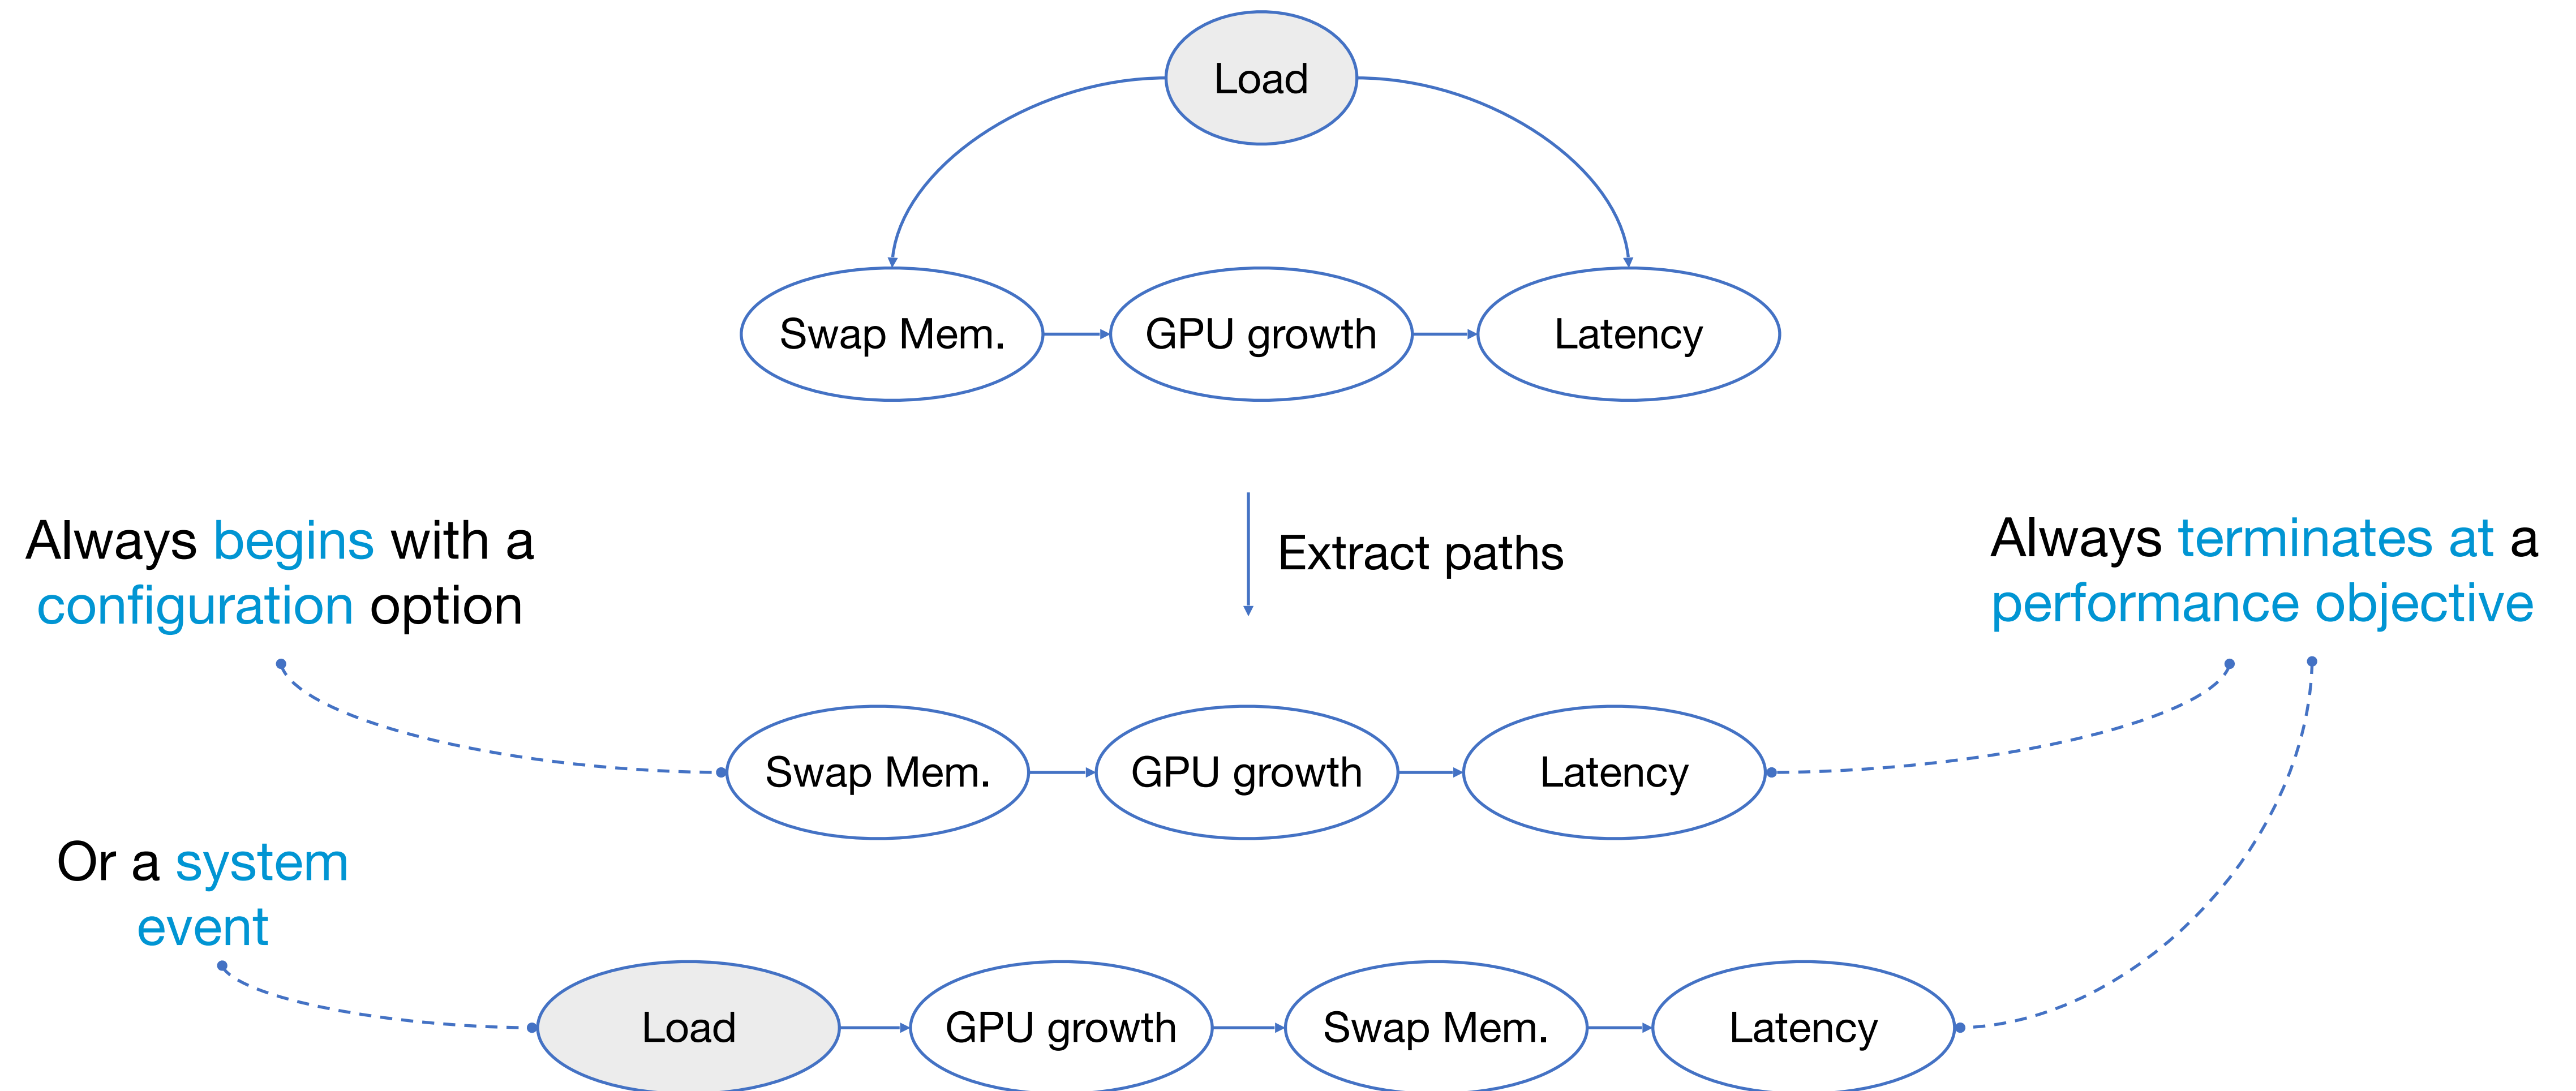 Load
Swap Mem.
GPU growth
Latency
Extract paths
Always begins with a
configuration option
Always terminates at a
performance objective
Swap Mem.
GPU growth
Latency
Or a system
event
Load
GPU growth
Swap Mem.
Latency